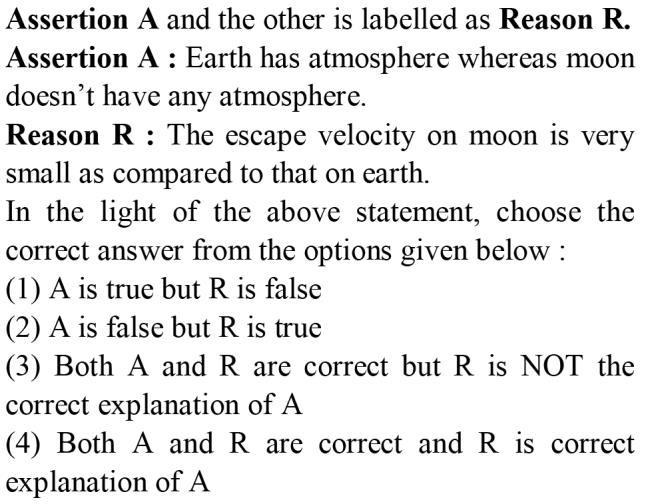 Assertion A and the other is labelled as Reason R.
Assertion A : Earth has atmosphere whereas moon
doesn't have any atmosphere.
Reason R : The escape velocity on moon is very
small as compared to that on earth.
In the light of the above statement, choose the
correct answer from the options given below :
(1) A is true but R is false
(2) A is false but R is true
(3) Both A and R are correct but R is NOT the
correct explanation of A
(4) Both A and R are correct and R is correct
explanation of A